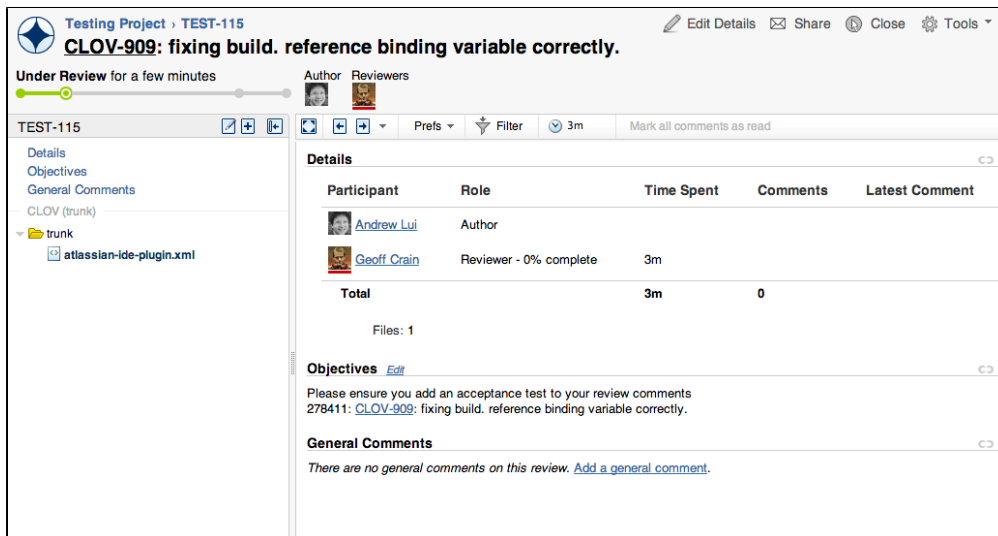 Testing Project › TEST-115
Edit Details Share Close Tools
CLOV-909: fixing build. reference binding variable correctly.
Under Review for a few minutes
Author Reviewers
TEST-115
Prefs Filter 3m Mark all comments as read
Details
Objectives
General Comments
CLOV (trunk)
trunk
atlassian-ide-plugin.xml
Details
Participant Role Time Spent Comments Latest Comment
Andrew Lui Author
Geoff Crain Reviewer - 0% complete 3m
Total 3m 0
Files: 1
Objectives Edit
Please ensure you add an acceptance test to your review comments
278411: CLOV-909: fixing build. reference binding variable correctly.
General Comments
There are no general comments on this review. Add a general comment.